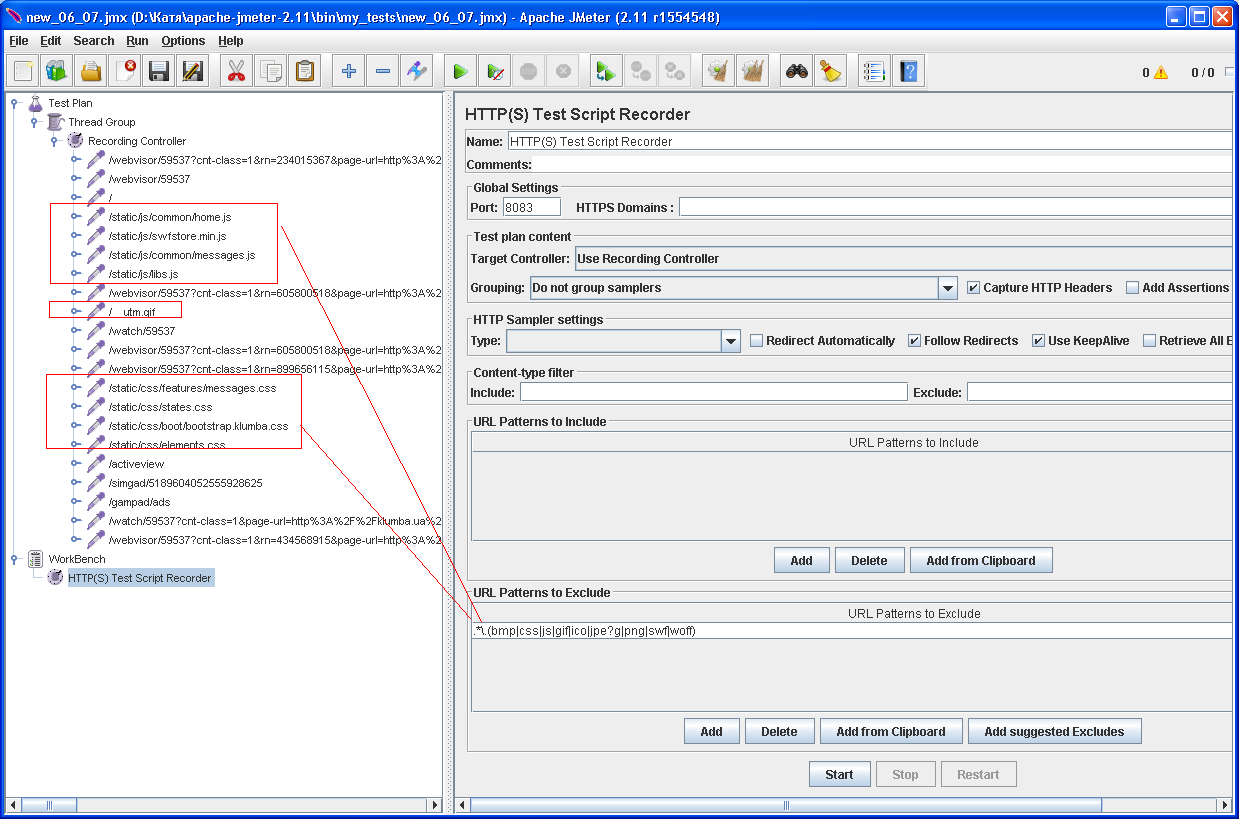 new_06_07.jmx (D:\Катя\apache-jmeter-2.11\bin\my_tests\new_06_07.jmx) - Apache JMeter (2.11 r1554548)
File Edit Search Run Options Help
0 0 / 0
Test Plan
Thread Group
Recording Controller
/webvisor/59537?cnt-class=1&rn=234015367&page-url=http%3A%2
/webvisor/59537
/
/static/js/common/home.js
/static/js/swfstore.min.js
/static/js/common/messages.js
/static/js/libs.js
/webvisor/59537?cnt-class=1&rn=605800518&page-url=http%3A%2
/__utm.gif
/watch/59537
/webvisor/59537?cnt-class=1&rn=605800518&page-url=http%3A%2
/webvisor/59537?cnt-class=1&rn=899656115&page-url=http%3A%2
/static/css/features/messages.css
/static/css/states.css
/static/css/boot/bootstrap.klumba.css
/static/css/elements.css
/activeview
/simgad/5189604052555928625
/gampad/ads
/watch/59537?cnt-class=1&page-url=http%3A%2F%2Fklumba.ua%2
/webvisor/59537?cnt-class=1&rn=434568915&page-url=http%3A%2
WorkBench
HTTP(S) Test Script Recorder
HTTP(S) Test Script Recorder
Name: HTTP(S) Test Script Recorder
Comments:
Global Settings
Port: 8083 HTTPS Domains :
Test plan content
Target Controller: Use Recording Controller
Grouping: Do not group samplers Capture HTTP Headers Add Assertions
HTTP Sampler settings
Type: Redirect Automatically Follow Redirects Use KeepAlive Retrieve All E
Content-type filter
Include: Exclude:
URL Patterns to Include
URL Patterns to Include
Add Delete Add from Clipboard
URL Patterns to Exclude
URL Patterns to Exclude
.*\.(bmp|css|js|gif|ico|jpe?g|png|swf|woff)
Add Delete Add from Clipboard Add suggested Excludes
Start Stop Restart